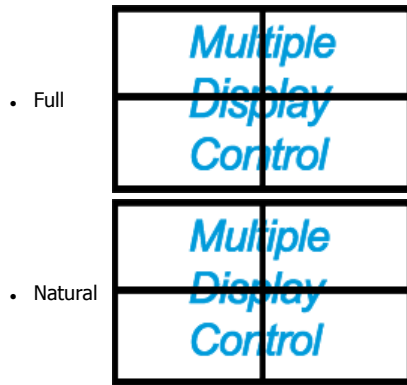 Full
Multiple
Display
Control
Natural
Multiple
Display
Control